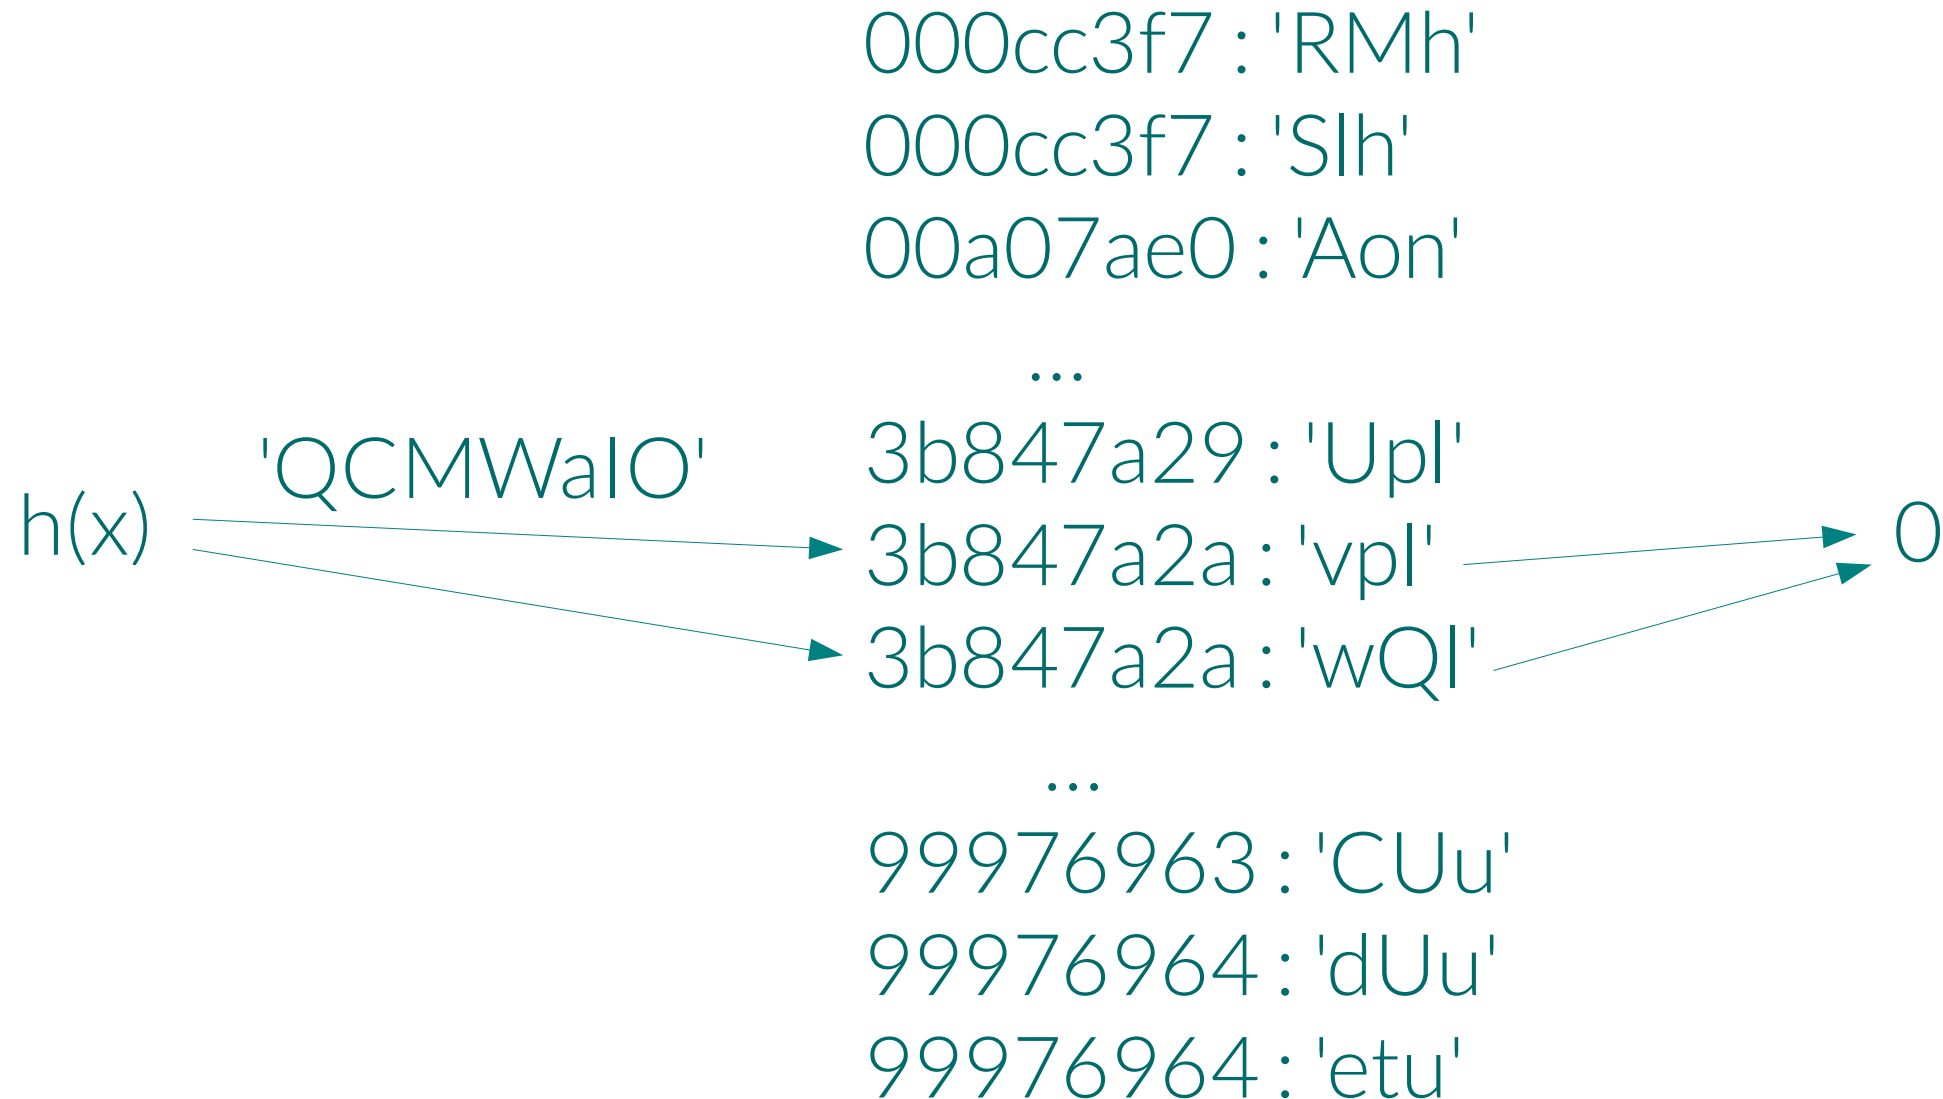 000cc3f7 : 'RMh'
000cc3f7 : 'Slh'
00a07ae0 : 'Aon'
...
3b847a29 : 'Upl'
'QCMWaIO'
h(x)
3b847a2a : 'vpl'
0
3b847a2a : 'wQl'
...
99976963 : 'CUu'
99976964 : 'dUu'
99976964 : 'etu'